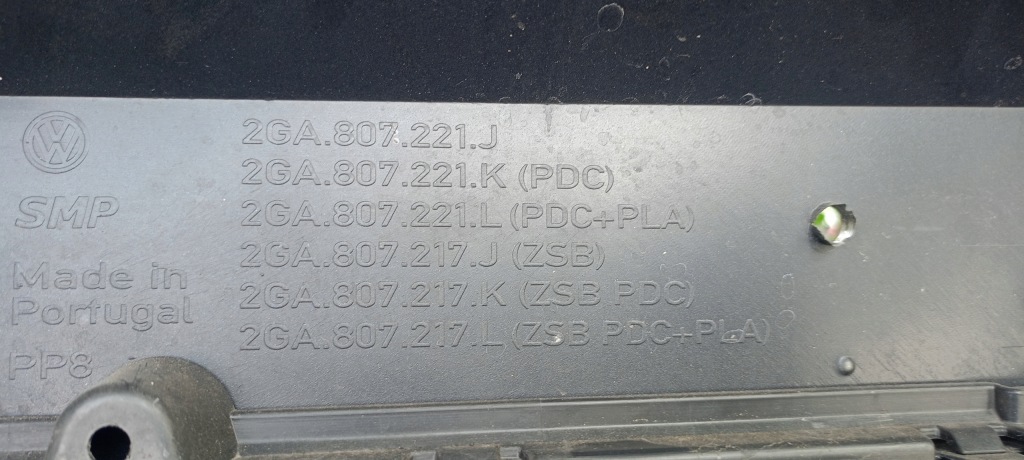 2GA.807.221.J
2GA.807.221.K (PDC)
2GA.807.221.L (PDC+PLA)
2GA.807.217.J (ZSB)
2GA.807.217.K (ZSB PDC)
2GA.807.217.L (ZSB PDC+PLA)
VW
SMP
Made in
Portugal
PP8